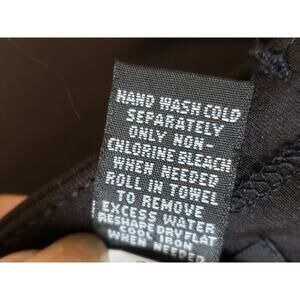 HAND WASH COLD
SEPARATELY
ONLY NON-
CHLORINE BLEACH
WHEN NEEDED
ROLL IN TOWEL
TO REMOVE
EXCESS WATER
RESHAPE DRY FLAT
COOL IRON
WHEN NEEDED